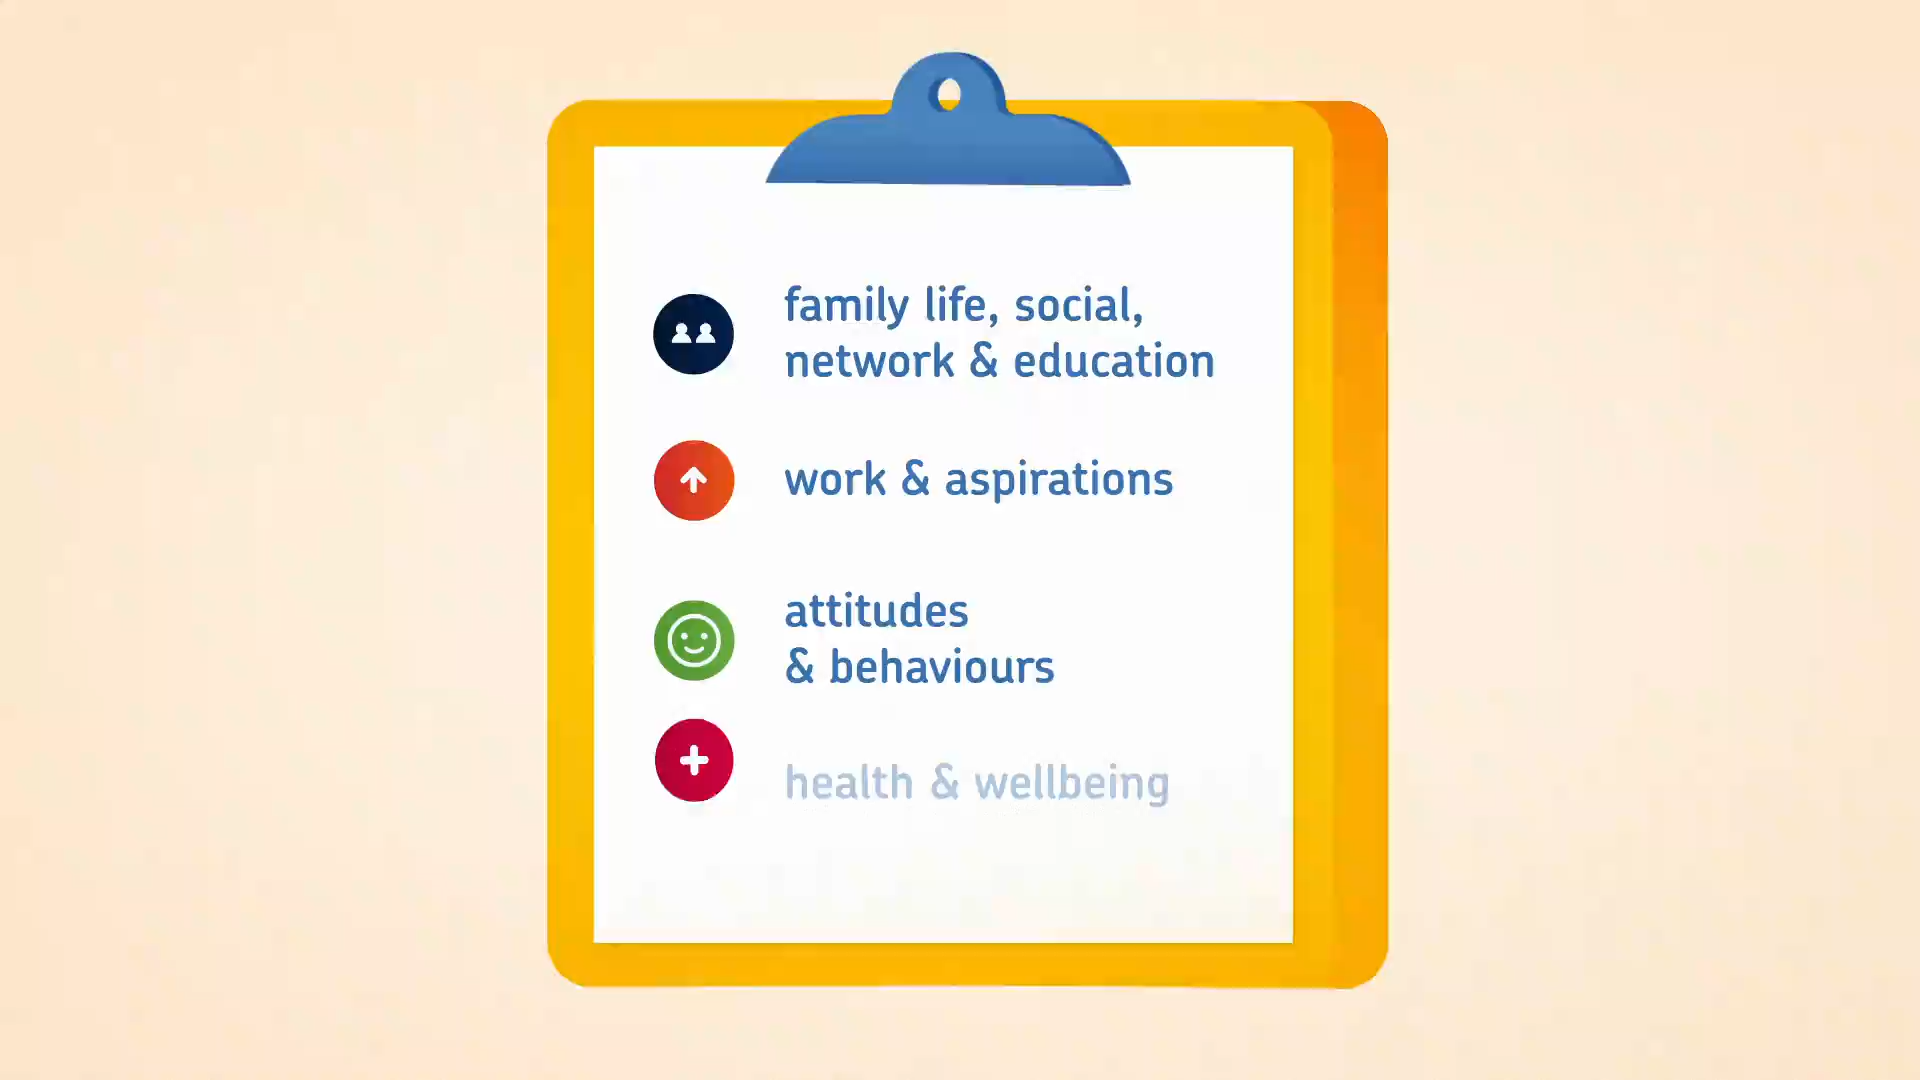 family life, social,
network & education
work & aspirations
attitudes
& behaviours
health & wellbeing